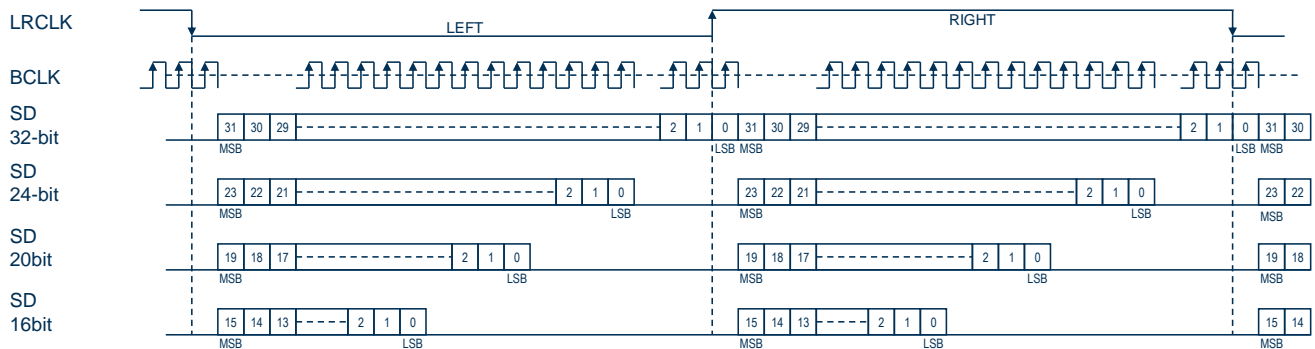 LRCLK
LEFT
RIGHT
BCLK
SD
32-bit
31 30 29 2 1 0 31 30 29 2 1 0 31 30
MSB LSB MSB LSB MSB
SD
24-bit
23 22 21 2 1 0 23 22 21 2 1 0 23 22
MSB LSB MSB LSB MSB
SD
20bit
19 18 17 2 1 0 19 18 17 2 1 0 19 18
MSB LSB MSB LSB MSB
SD
16bit
15 14 13 2 1 0 15 14 13 2 1 0 15 14
MSB LSB MSB LSB MSB